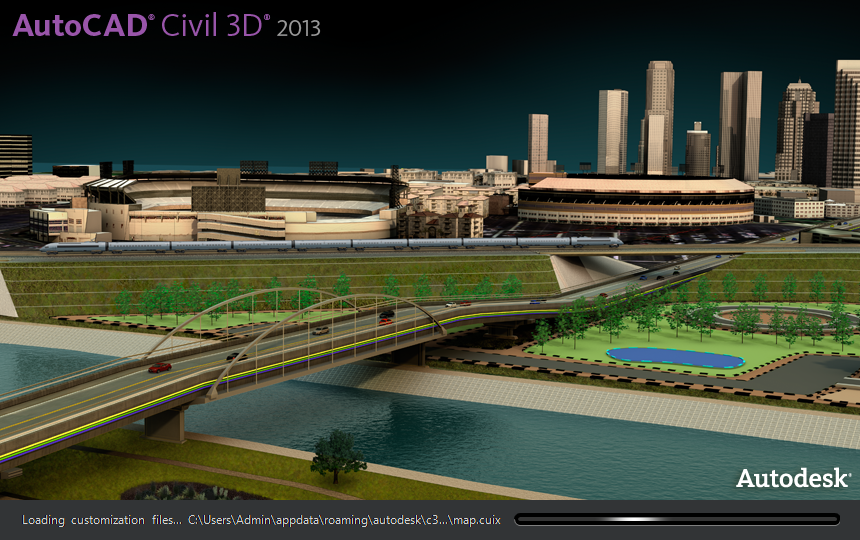 AutoCAD® Civil 3D® 2013
Autodesk®
Loading customization files... C:\Users\Admin\appdata\roaming\autodesk\c3...\map.cuix